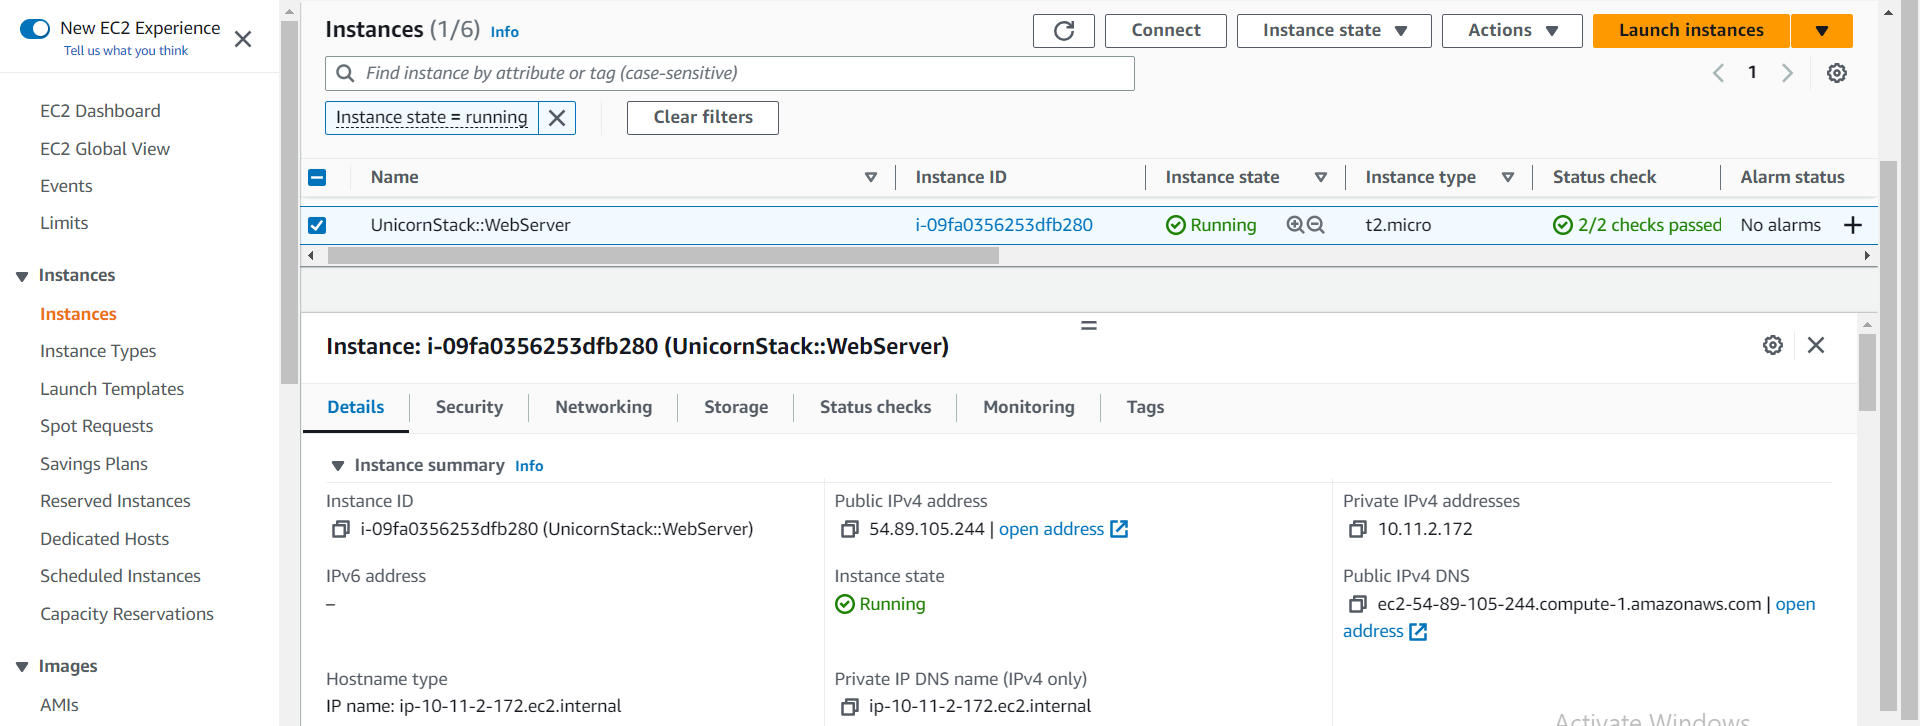 New EC2 Experience
Tell us what you think
EC2 Dashboard
EC2 Global View
Events
Limits
Instances
Instances
Instance Types
Launch Templates
Spot Requests
Savings Plans
Reserved Instances
Dedicated Hosts
Scheduled Instances
Capacity Reservations
Images
AMIs
Instances (1/6) Info
Connect
Instance state
Actions
Launch instances
Find instance by attribute or tag (case-sensitive)
1
Instance state = running
Clear filters
Name Instance ID Instance state Instance type Status check Alarm status
UnicornStack::WebServer i-09fa0356253dfb280 Running t2.micro 2/2 checks passed No alarms +
Instance: i-09fa0356253dfb280 (UnicornStack::WebServer)
Details Security Networking Storage Status checks Monitoring Tags
Instance summary Info
Instance ID
i-09fa0356253dfb280 (UnicornStack::WebServer)
Public IPv4 address
54.89.105.244 | open address
Private IPv4 addresses
10.11.2.172
IPv6 address
–
Instance state
Running
Public IPv4 DNS
ec2-54-89-105-244.compute-1.amazonaws.com | open
address
Hostname type
IP name: ip-10-11-2-172.ec2.internal
Private IP DNS name (IPv4 only)
ip-10-11-2-172.ec2.internal
Activate Windows